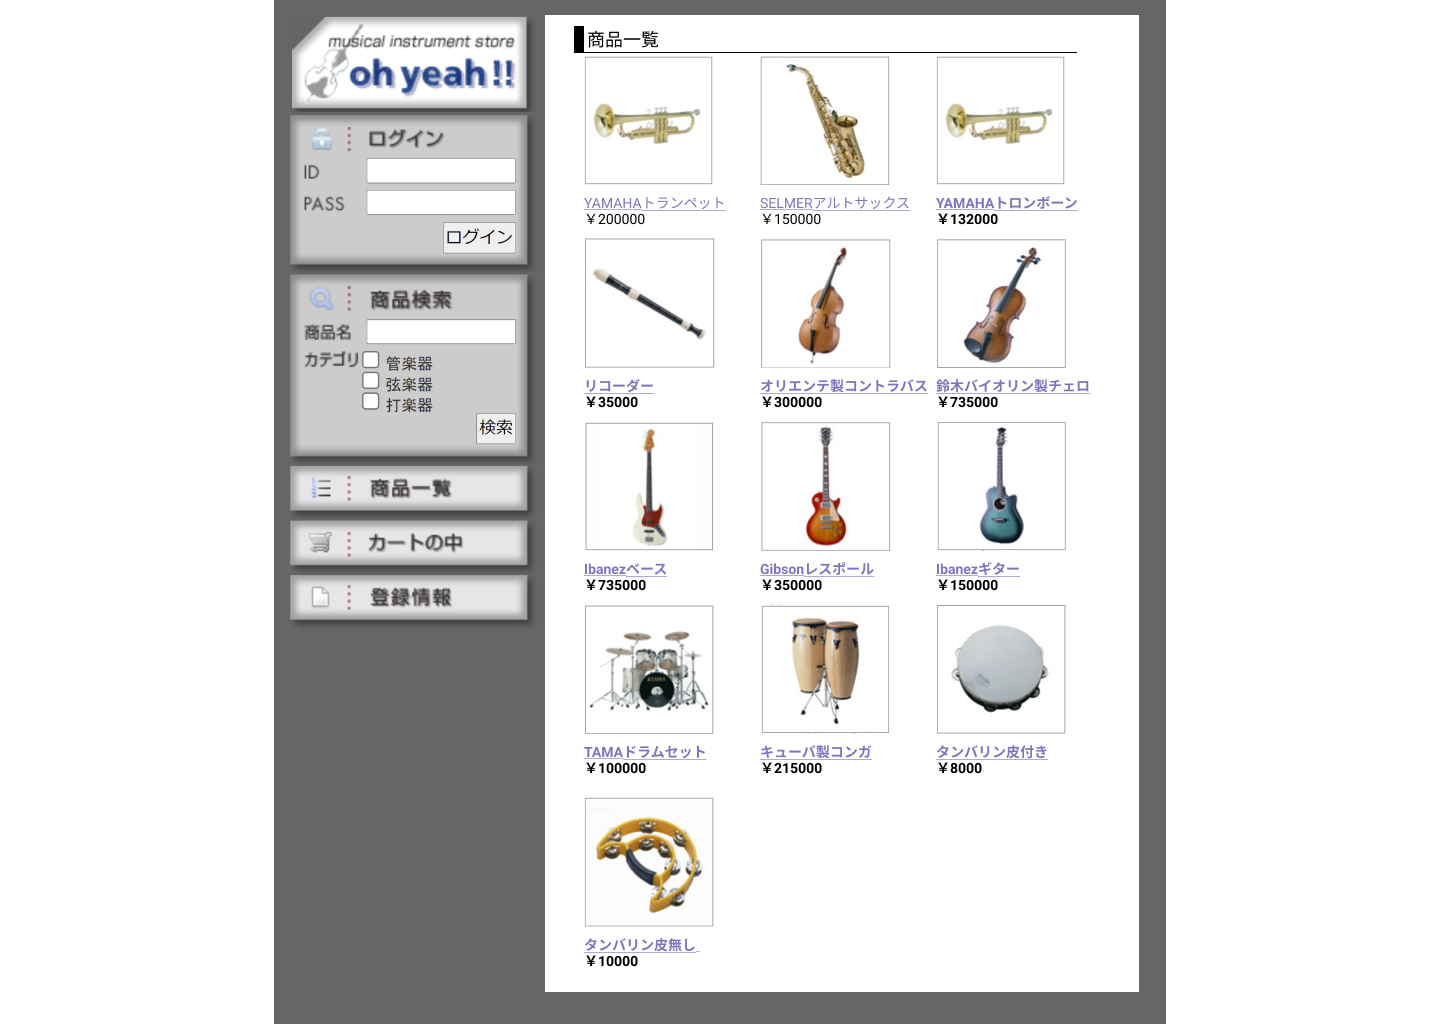 musical instrument store
oh yeah!!
ログイン
ID
PASS
ログイン
商品検索
商品名
カテゴリ
管楽器
弦楽器
打楽器
検索
商品一覧
カートの中
登録情報
商品一覧
YAMAHAトランペット
￥200000
SELMERアルトサックス
￥150000
YAMAHAトロンボーン
￥132000
リコーダー
￥35000
オリエンテ製コントラバス
￥300000
鈴木バイオリン製チェロ
￥735000
Ibanezベース
￥735000
Gibsonレスポール
￥350000
Ibanezギター
￥150000
TAMA
TAMAドラムセット
￥100000
キューバ製コンガ
￥215000
タンバリン皮付き
￥8000
タンバリン皮無し
￥10000